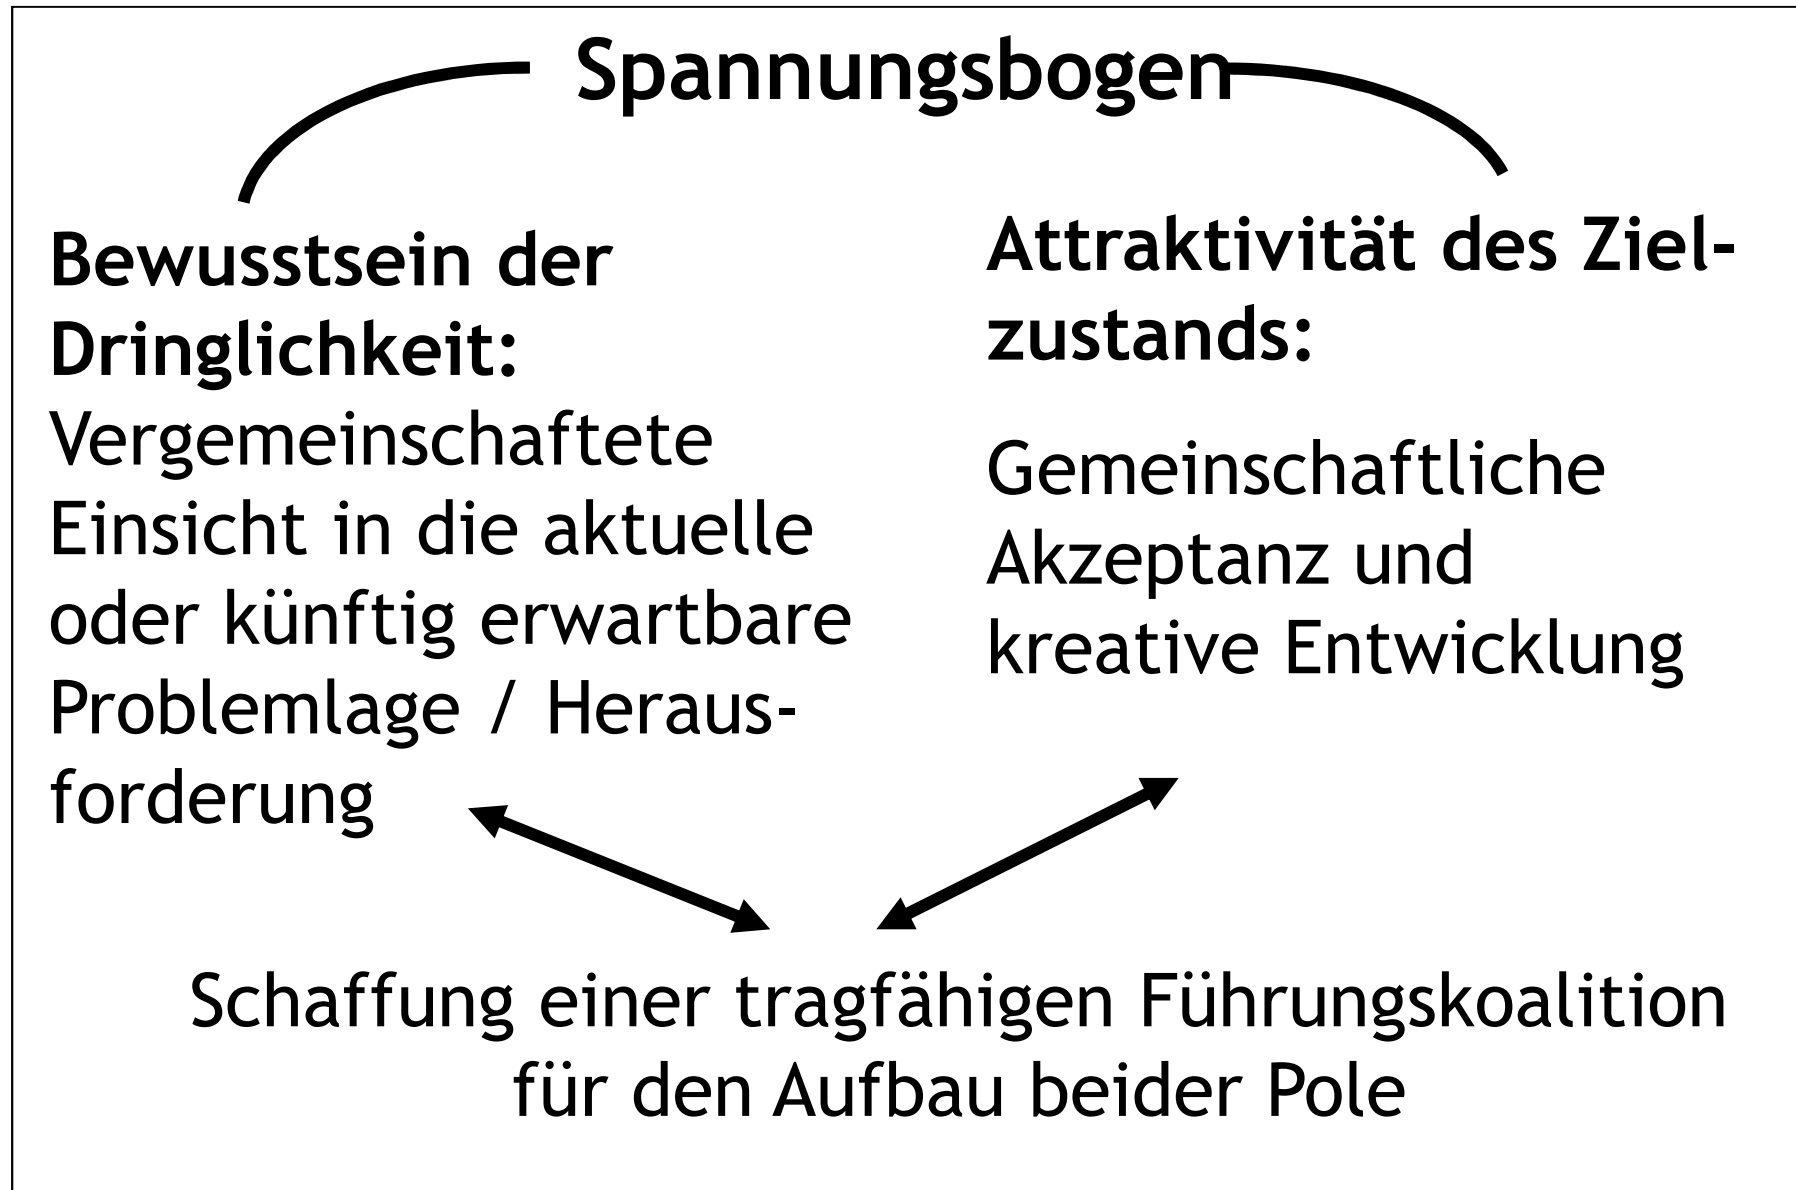 Spannungsbogen
Bewusstsein der
Dringlichkeit:
Vergemeinschaftete
Einsicht in die aktuelle
oder künftig erwartbare
Problemlage / Heraus-
forderung
Attraktivität des Ziel-
zustands:
Gemeinschaftliche
Akzeptanz und
kreative Entwicklung
Schaffung einer tragfähigen Führungskoalition
für den Aufbau beider Pole